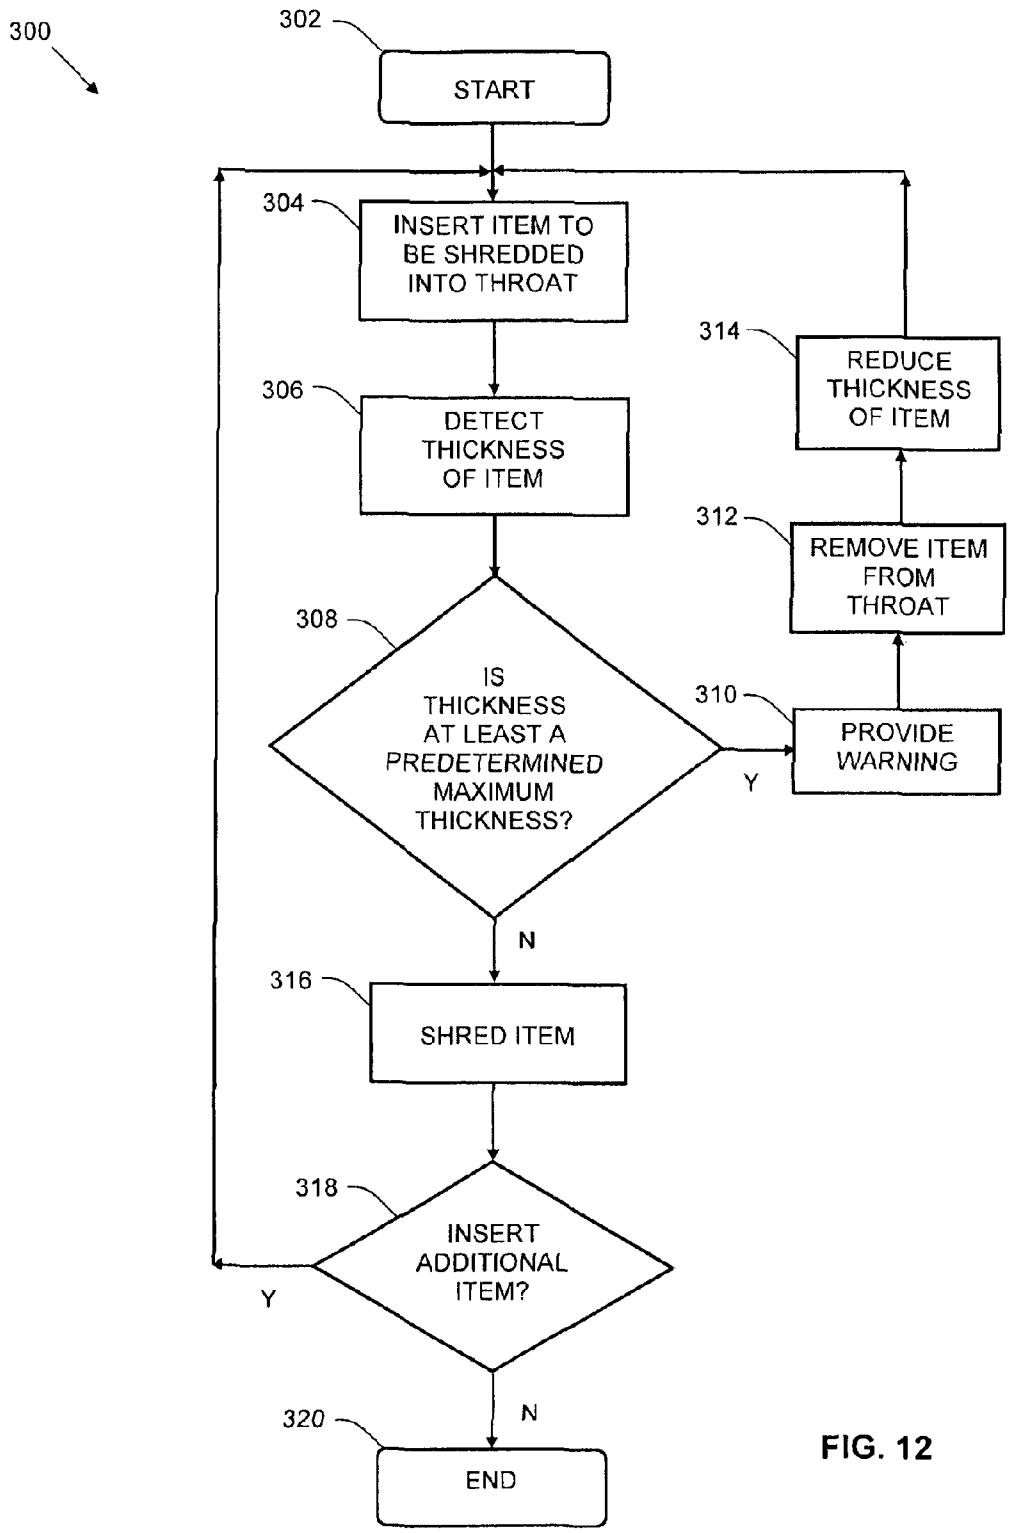 300
302
START
304
INSERT ITEM TO
BE SHREDDED
INTO THROAT
306
DETECT
THICKNESS
OF ITEM
308
IS
THICKNESS
AT LEAST A
PREDETERMINED
MAXIMUM
THICKNESS?
Y
310
PROVIDE
WARNING
312
REMOVE ITEM
FROM
THROAT
314
REDUCE
THICKNESS
OF ITEM
N
316
SHRED ITEM
318
INSERT
ADDITIONAL
ITEM?
Y
N
320
END
FIG. 12